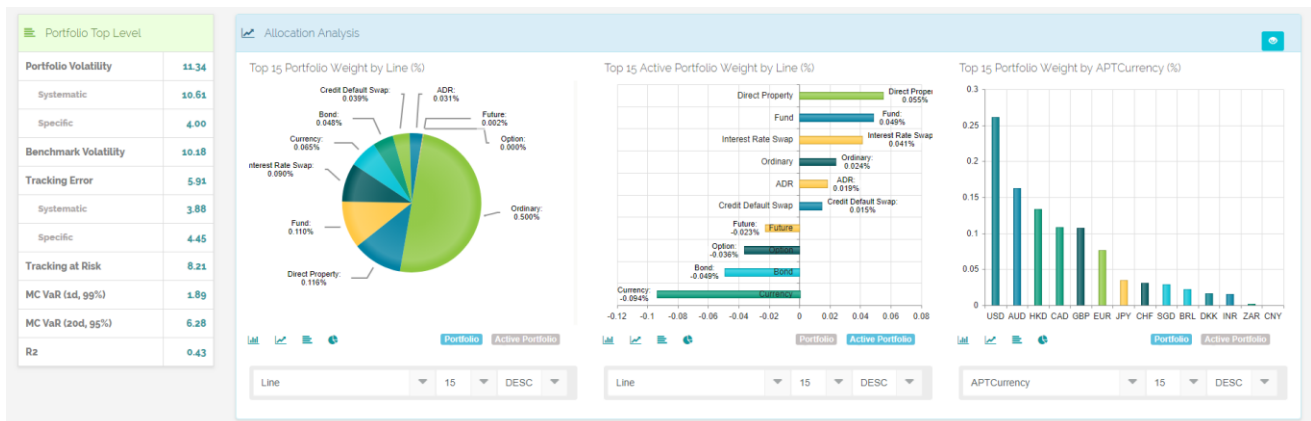 Portfolio Top Level
Portfolio Volatility 11.34
Systematic 10.61
Specific 4.00
Benchmark Volatility 10.18
Tracking Error 5.91
Systematic 3.88
Specific 4.45
Tracking at Risk 8.21
MC VaR (1d, 99%) 1.89
MC VaR (20d, 95%) 6.28
R2 0.43
Allocation Analysis
Top 15 Portfolio Weight by Line (%)
Credit Default Swap:
0.039%
ADR:
0.031%
Bond:
0.048%
Future:
0.002%
Currency:
0.065%
Option:
0.000%
nterest Rate Swap:
0.090%
Ordinary:
0.500%
Fund:
0.110%
Direct Property:
0.116%
Portfolio Active Portfolio
Line 15 DESC
Top 15 Active Portfolio Weight by Line (%)
Direct Property
Direct Proper
0.055%
Fund
Fund:
0.049%
Interest Rate Swap
Interest Rate Swap
0.041%
Ordinary
Ordinary:
0.024%
ADR
ADR:
0.019%
Credit Default Swap
Credit Default Swap:
0.015%
Future:
-0.023%
Future
Option:
-0.036%
Option
Bond:
-0.049%
Bond
Currency:
-0.094%
Currency
-0.12 -0.1 -0.08 -0.06 -0.04 -0.02 0 0.02 0.04 0.06 0.08
Portfolio Active Portfolio
Line 15 DESC
Top 15 Portfolio Weight by APTCurrency (%)
0.3
0.25
0.2
0.15
0.1
0.05
0
USD AUD HKD CAD GBP EUR JPY CHF SGD BRL DKK INR ZAR CNY
Portfolio Active Portfolio
APTCurrency 15 DESC